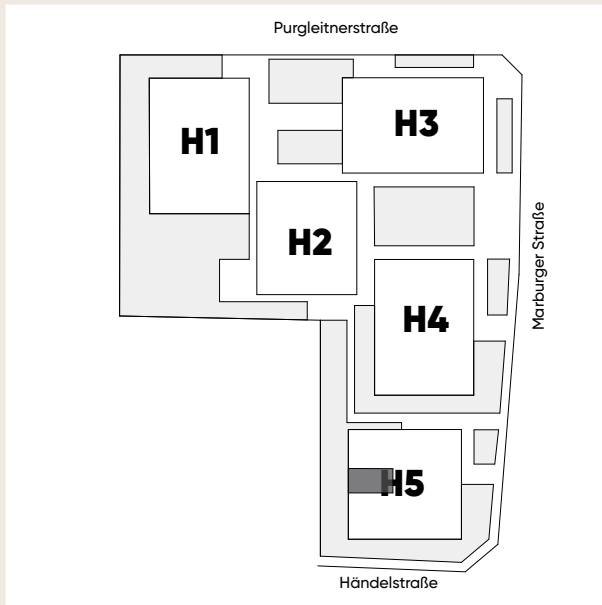 Purgleitnerstraße
H1
H3
H2
Marburger Straße
H4
H5
Händelstraße